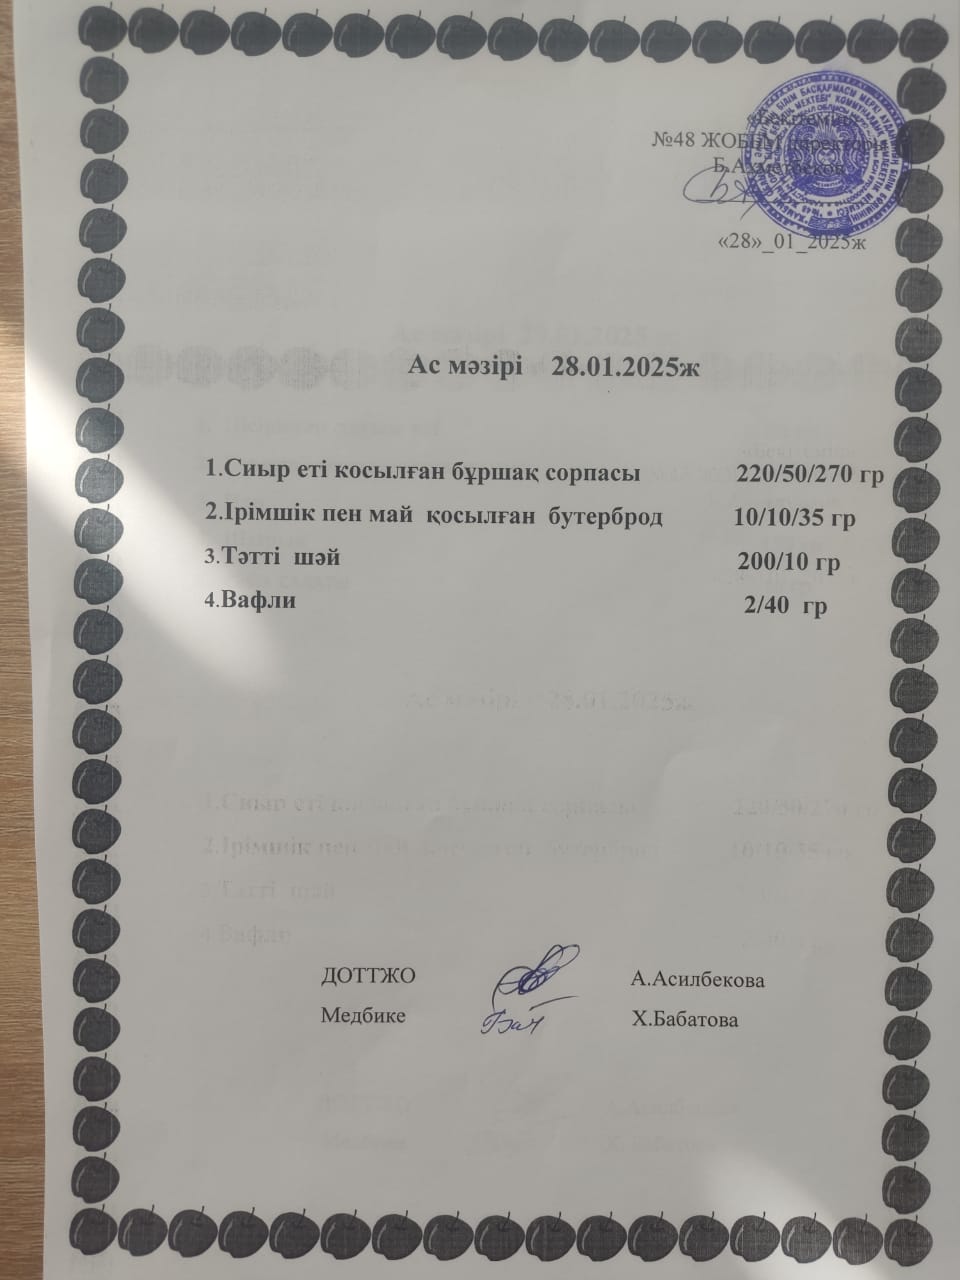 «Бекітемін»
№48 ЖОББМ директоры
Б.Ахметбеков
«28»_01_2025ж
Ас мәзірі 28.01.2025ж
1.Сиыр еті косылған бұршақ сорпасы 220/50/270 гр
2.Ірімшік пен май қосылған бутерброд 10/10/35 гр
3.Тәтті шәй 200/10 гр
4.Вафли 2/40 гр
ДОТТЖО А.Асилбекова
Медбике Х.Бабатова